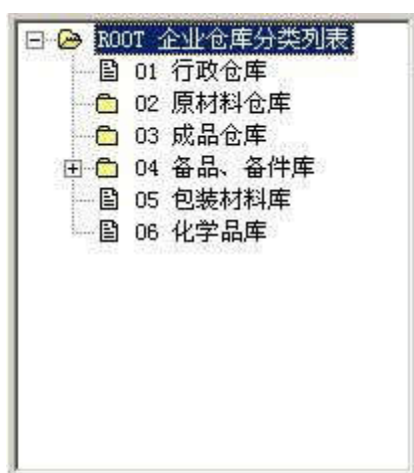 ROOT 企业仓库分类列表
01 行政仓库
02 原材料仓库
03 成品仓库
04 备品、备件库
05 包装材料库
06 化学品库